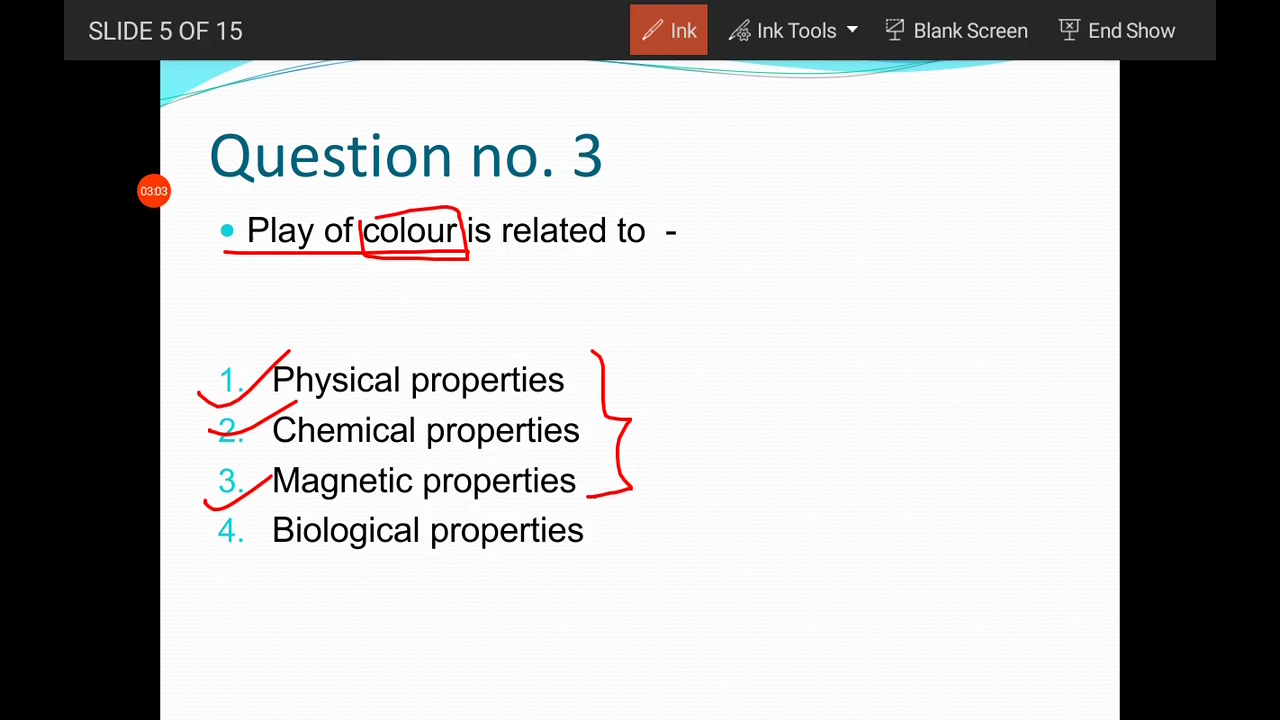 SLIDE 5 OF 15 Ink Ink Tools Blank Screen End Show
Question no. 3
03:03
• Play of colour is related to -
1. Physical properties
2. Chemical properties
3. Magnetic properties
4. Biological properties